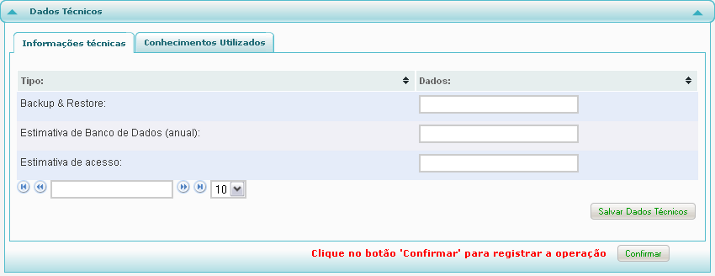 Dados Técnicos
Informações técnicas
Conhecimentos Utilizados
Tipo:
Dados:
Backup & Restore:
Estimativa de Banco de Dados (anual):
Estimativa de acesso:
10
Salvar Dados Técnicos
Clique no botão 'Confirmar' para registrar a operação
Confirmar